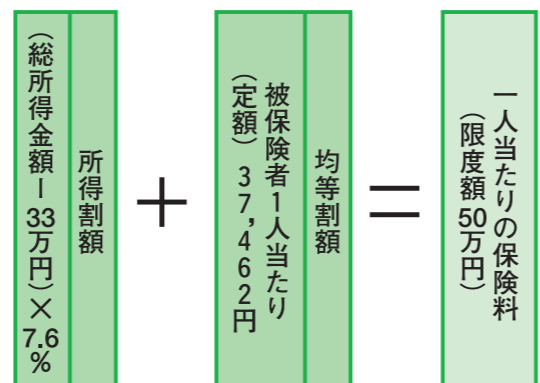 所得割額
(総所得金額－33万円)×7.6%
＋
均等割額
被保険者1人当たり
(定額) 37,462円
＝
一人当たりの保険料
(限度額50万円)